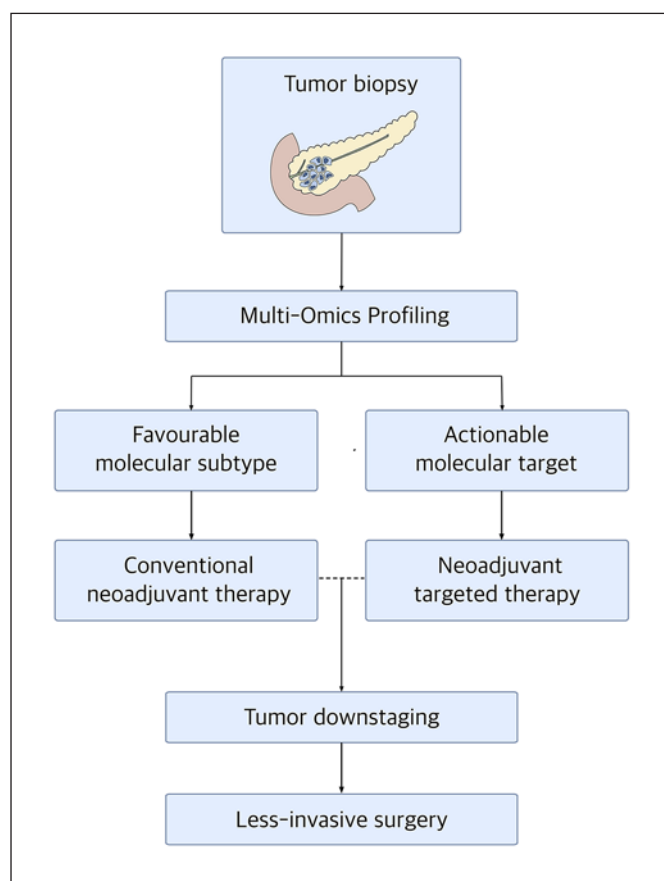 Tumor biopsy
Multi-Omics Profiling
Favourable
molecular subtype
Actionable
molecular target
Conventional
neoadjuvant therapy
Neoadjuvant
targeted therapy
Tumor downstaging
Less-invasive surgery